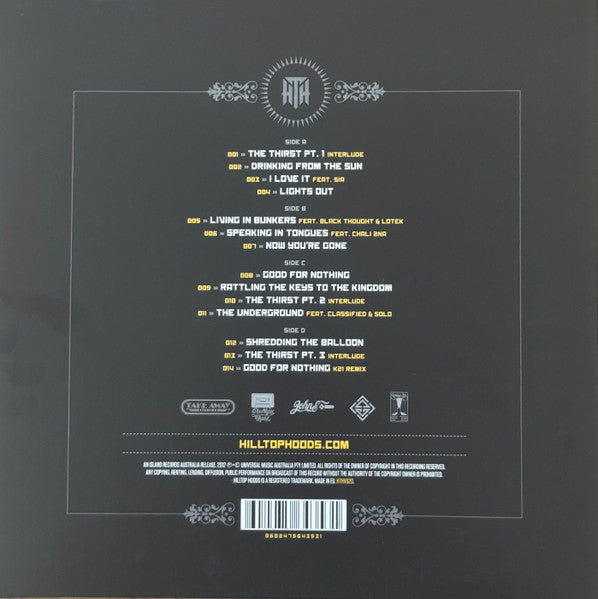 HTH
SIDE A
001 » THE THIRST PT. 1 INTERLUDE
002 » DRINKING FROM THE SUN
003 » I LOVE IT FEAT. SIA
004 » LIGHTS OUT
SIDE B
005 » LIVING IN BUNKERS FEAT. BLACK THOUGHT & LOTEK
006 » SPEAKING IN TONGUES FEAT. CHALI 2NA
007 » NOW YOU'RE GONE
SIDE C
008 » GOOD FOR NOTHING
009 » RATTLING THE KEYS TO THE KINGDOM
010 » THE THIRST PT. 2 INTERLUDE
011 » THE UNDERGROUND FEAT. CLASSIFIED & SOLO
SIDE D
012 » SHREDDING THE BALLOON
013 » THE THIRST PT. 3 INTERLUDE
014 » GOOD FOR NOTHING K21 REMIX
TAKE AWAY
HILLTOPHOODS.COM
AN ISLAND RECORDS AUSTRALIA RELEASE, 2012 ℗+© UNIVERSAL MUSIC AUSTRALIA PTY LIMITED. ALL RIGHTS OF THE OWNER OF COPYRIGHT IN THIS RECORDING RESERVED.
ANY COPYING, RENTING, LENDING, DIFFUSION, PUBLIC PERFORMANCE OR BROADCAST OF THIS RECORD WITHOUT THE AUTHORITY OF THE COPYRIGHT OWNER IS PROHIBITED.
HILLTOP HOODS IS A REGISTERED TRADEMARK. MADE IN EU.
0602475643531